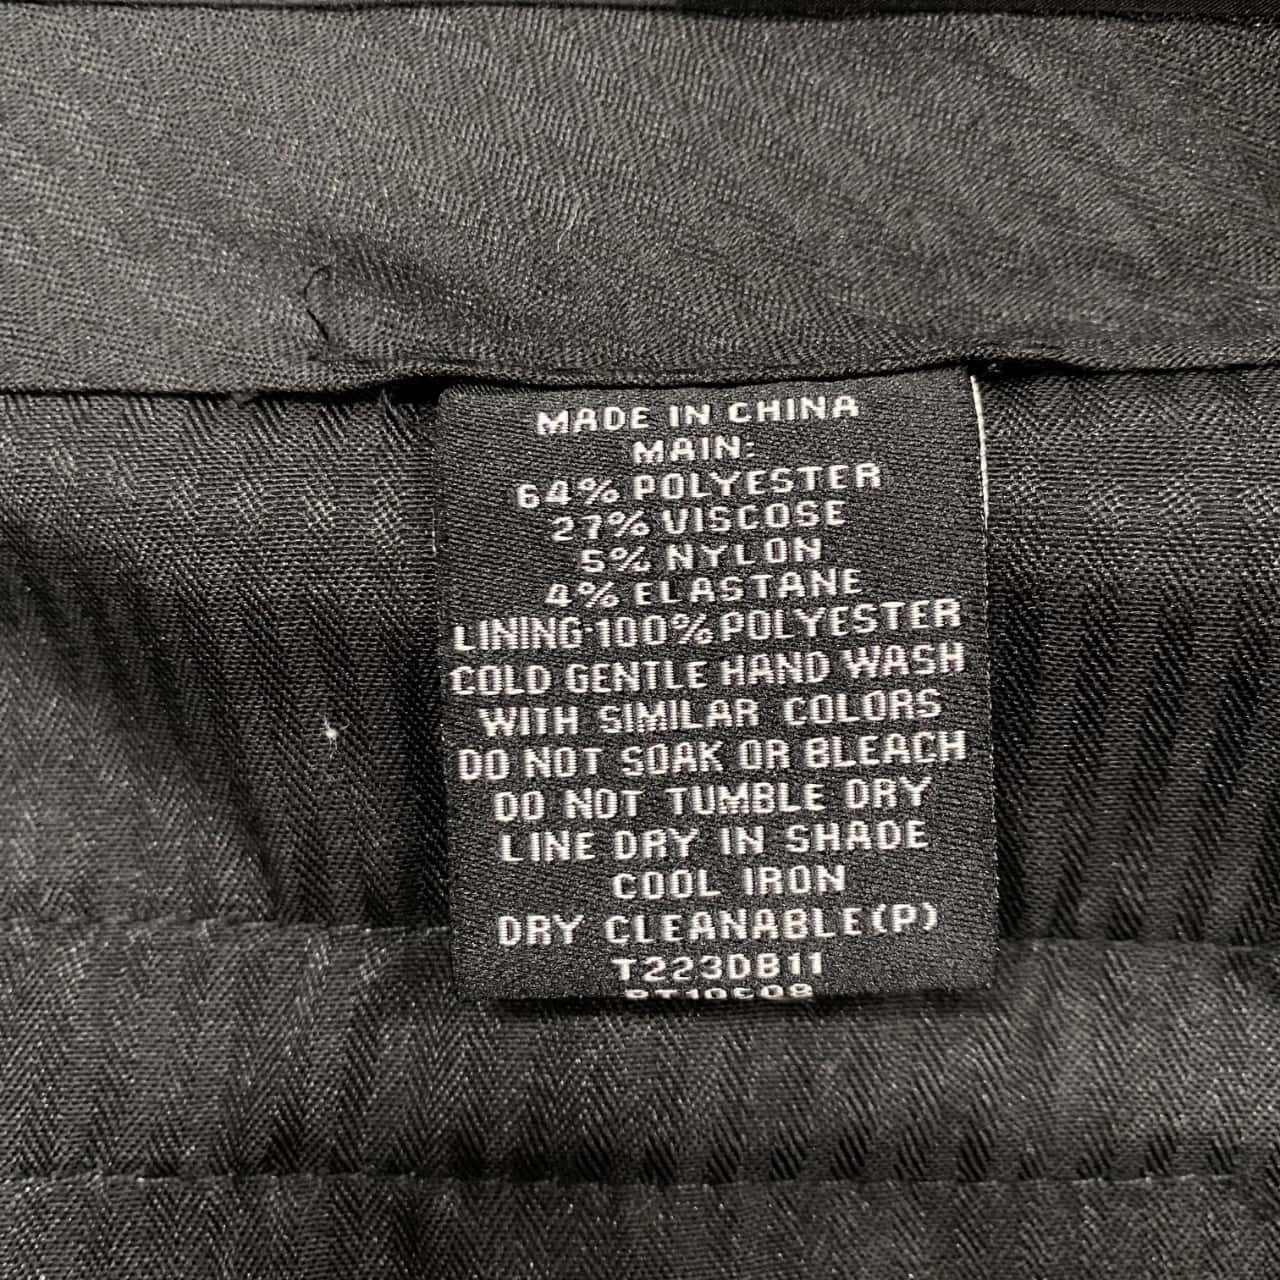 MADE IN CHINA
MAIN:
64% POLYESTER
27% VISCOSE
5% NYLON
4% ELASTANE
LINING:100% POLYESTER
COLD GENTLE HAND WASH
WITH SIMILAR COLORS
DO NOT SOAK OR BLEACH
DO NOT TUMBLE DRY
LINE DRY IN SHADE
COOL IRON
DRY CLEANABLE(P)
T223DB11